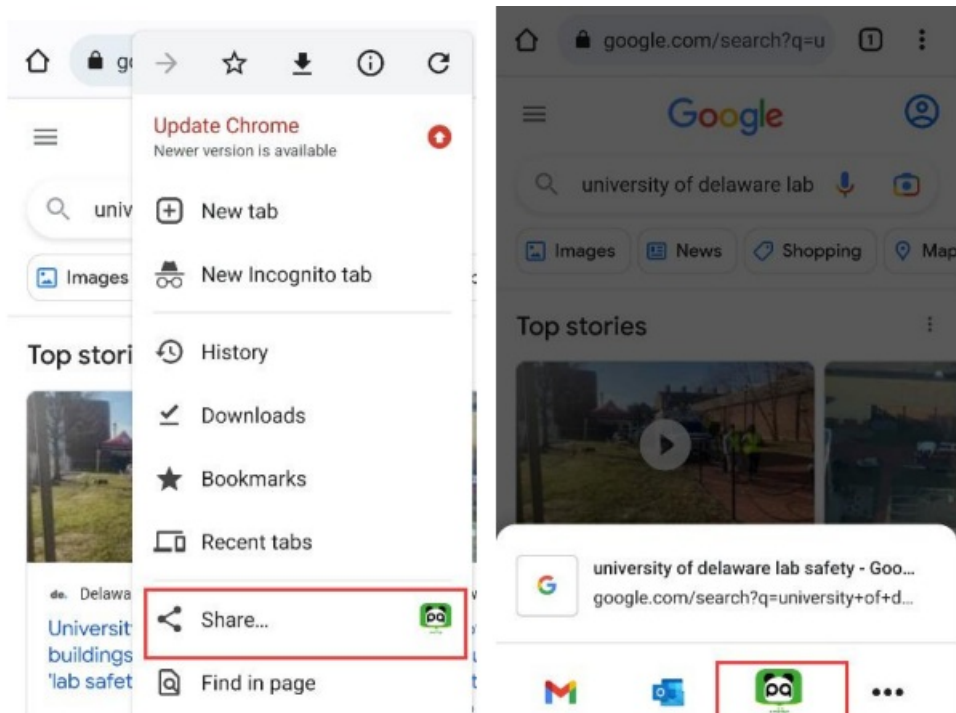 g
Update Chrome
Newer version is available
New tab
univ
New Incognito tab
Images
History
Top stori
Downloads
Bookmarks
Recent tabs
de. Delawa
Share...
Universit
buildings
'lab safet
Find in page
google.com/search?q=u
1
Google
university of delaware lab
Images
News
Shopping
Map
Top stories
G
university of delaware lab safety - Goo...
google.com/search?q=university+of+d...